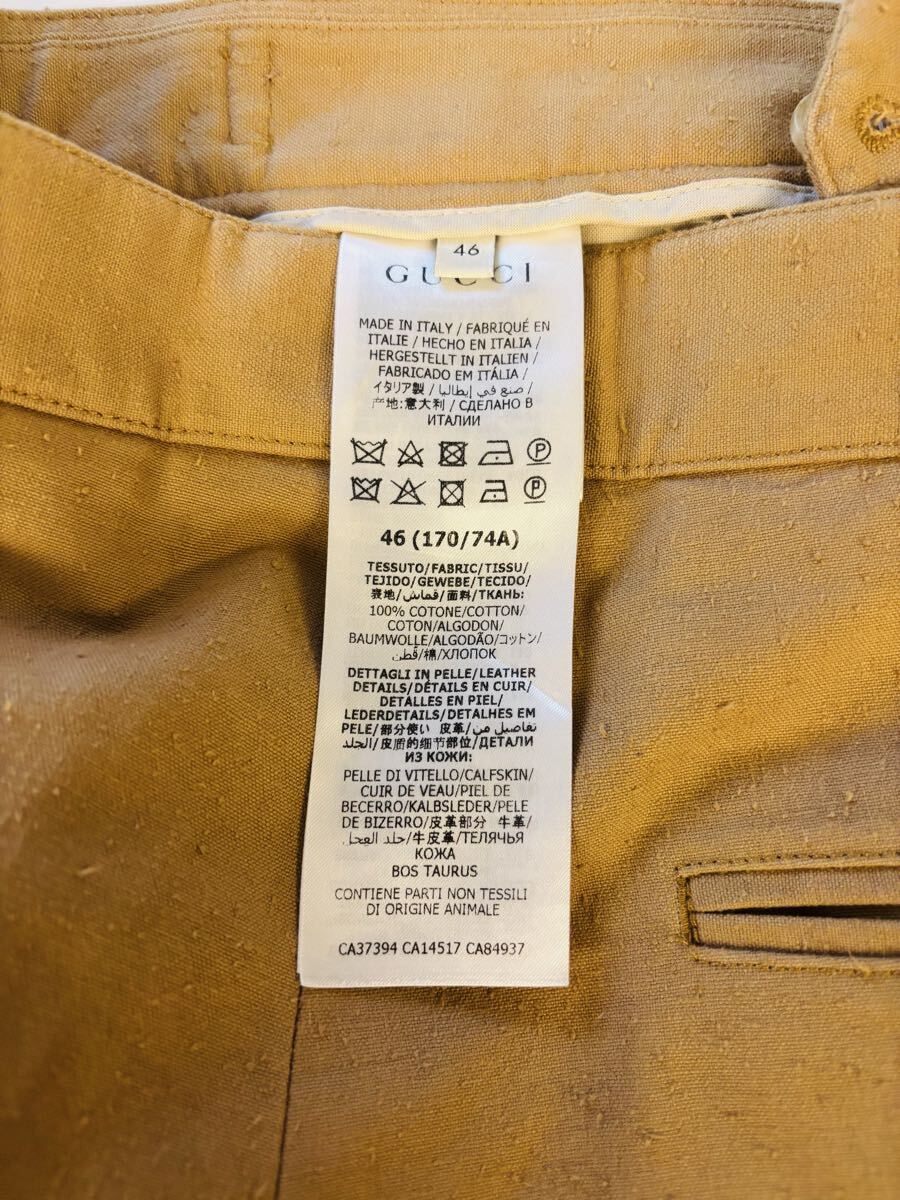 46
GUCCI
MADE IN ITALY / FABRIQUÉ EN
ITALIE / HECHO EN ITALIA /
HERGESTELLT IN ITALIEN /
FABRICADO EM ITÁLIA /
イタリア製 / صنع في إيطاليا /
产地:意大利 / СДЕЛАНО В
ИТАЛИИ
P
P
46 (170/74A)
TESSUTO/FABRIC/TISSU/
TEJIDO/GEWEBE/TECIDO/
表地/قماش/面料/ТКАНЬ:
100% COTONE/COTTON/
COTON/ALGODON/
BAUMWOLLE/ALGODÃO/コットン/
قطن/棉/ХЛОПОК
DETTAGLI IN PELLE/LEATHER
DETAILS/DÉTAILS EN CUIR/
DETALLES EN PIEL/
LEDERDETAILS/DETALHES EM
PELE/部分使い 皮革/تفاصيل من
الجلد/皮质的细节部位/ДЕТАЛИ
ИЗ КОЖИ:
PELLE DI VITELLO/CALFSKIN/
CUIR DE VEAU/PIEL DE
BECERRO/KALBSLEDER/PELE
DE BIZERRO/皮革部分 牛革/
جلد العجل/牛皮革/ТЕЛЯЧЬЯ
КОЖА
BOS TAURUS
CONTIENE PARTI NON TESSILI
DI ORIGINE ANIMALE
CA37394 CA14517 CA84937